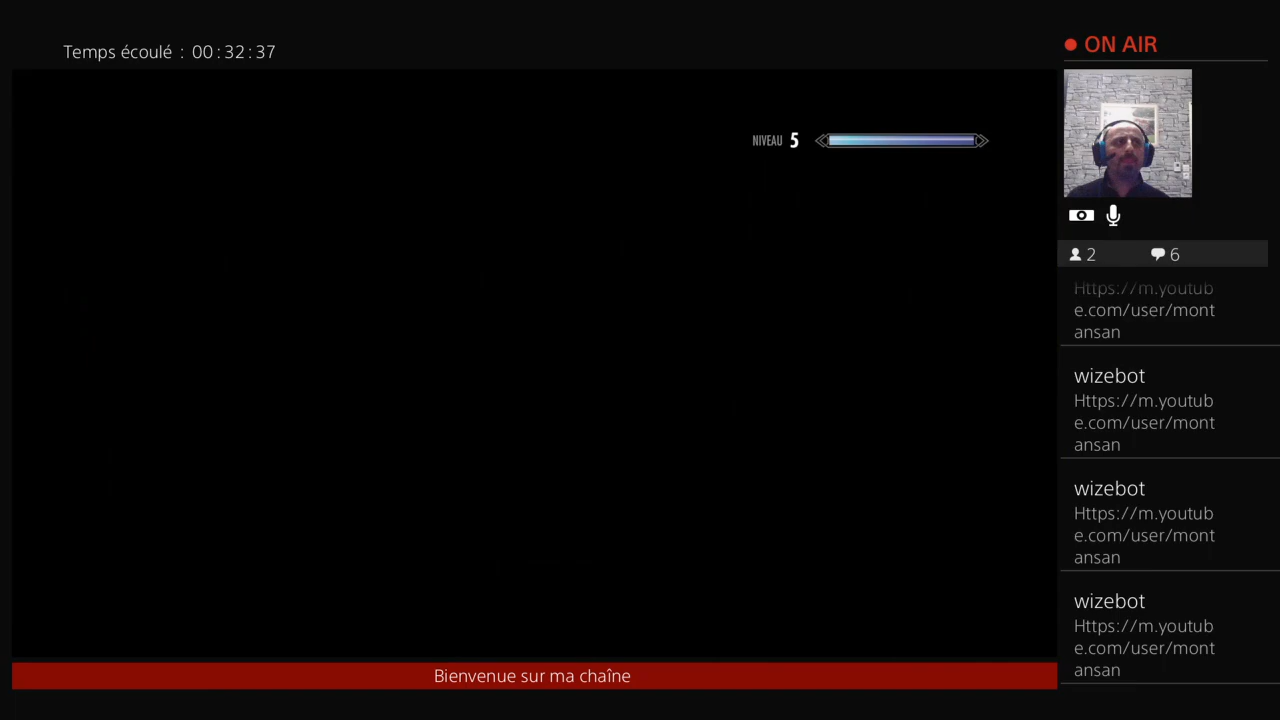 Temps écoulé : 00:32:37
ON AIR
NIVEAU 5
2 6
Https://m.youtub
e.com/user/mont
ansan
wizebot
Https://m.youtub
e.com/user/mont
ansan
wizebot
Https://m.youtub
e.com/user/mont
ansan
wizebot
Https://m.youtub
e.com/user/mont
ansan
Bienvenue sur ma chaîne